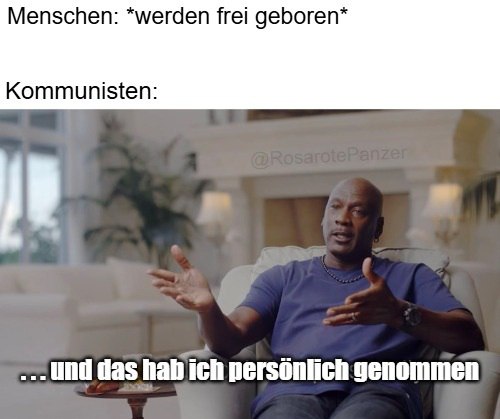 Menschen: *werden frei geboren*
Kommunisten:
@RosarotePanzer
. . . und das hab ich persönlich genommen